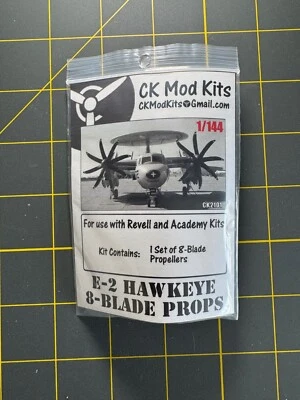 CK Mod Kits
CKModKits@Gmail.com
1/144
CK2101
For use with Revell and Academy Kits
Kit Contains: 1 Set of 8-Blade
Propellers
E-2 HAWKEYE
8-BLADE PROPS